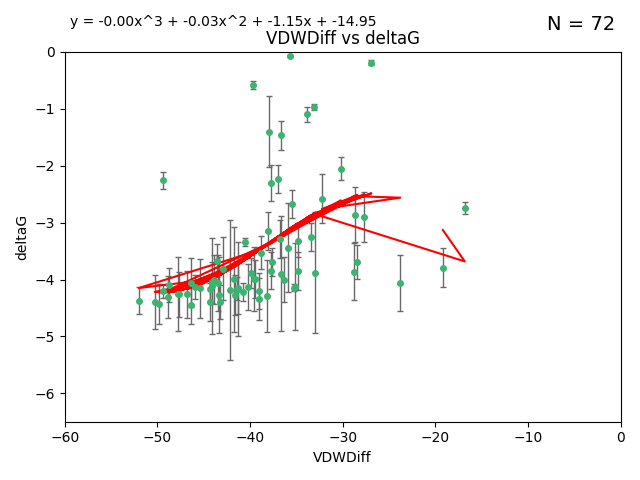 y = -0.00x^3 + -0.03x^2 + -1.15x + -14.95
N = 72
VDWDiff vs deltaG
0
−1
−2
−3
−4
−5
−6
deltaG
−60 −50 −40 −30 −20 −10 0
VDWDiff